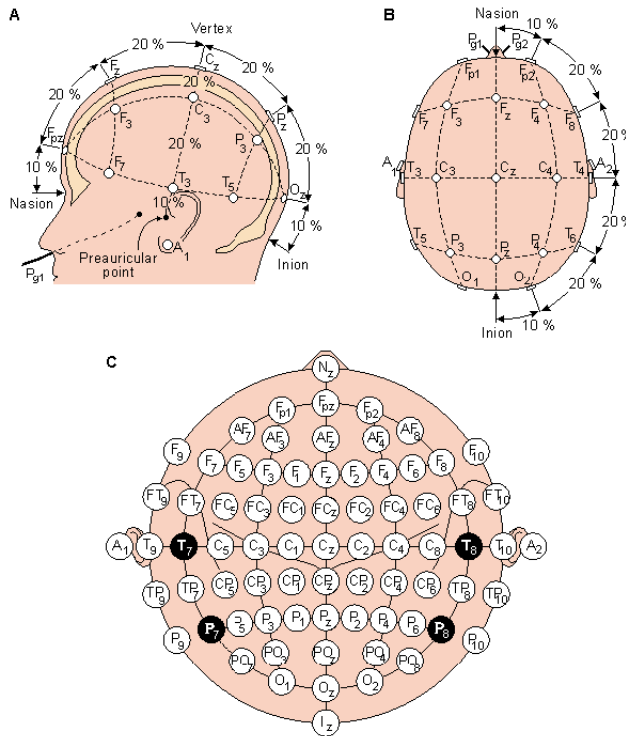 A
Vertex
20 %
20 %
Fz
Cz
20 %
20 %
20 %
F3
C3
Pz
Fpz
20 %
P3
20 %
10 %
F7
T3
T5
Oz
Nasion
10 %
10 %
Preauricular
point
A1
Inion
Pg1
B
Nasion
10 %
Pg1
Pg2
Fp1
Fp2
20 %
F7
F3
Fz
F4
F8
20 %
A1
T3
C3
Cz
C4
T4
A2
20 %
T5
P3
Pz
P4
T6
O1
O2
20 %
10 %
Inion
C
Nz
Fp1
Fpz
Fp2
AF7
AF3
AFz
AF4
AF8
F9
F7
F5
F3
F1
Fz
F2
F4
F6
F8
F10
FT9
FT7
FC5
FC3
FC1
FCz
FC2
FC4
FC6
FT8
FT10
A1
T9
T7
C5
C3
C1
Cz
C2
C4
C8
T8
T10
A2
TP9
TP7
CP5
CP3
CP1
CPz
CP2
CP4
CP6
TP8
TP10
P9
P7
P5
P3
P1
Pz
P2
P4
P6
P8
P10
PO7
PO3
POz
PO4
PO8
O1
Oz
O2
Iz